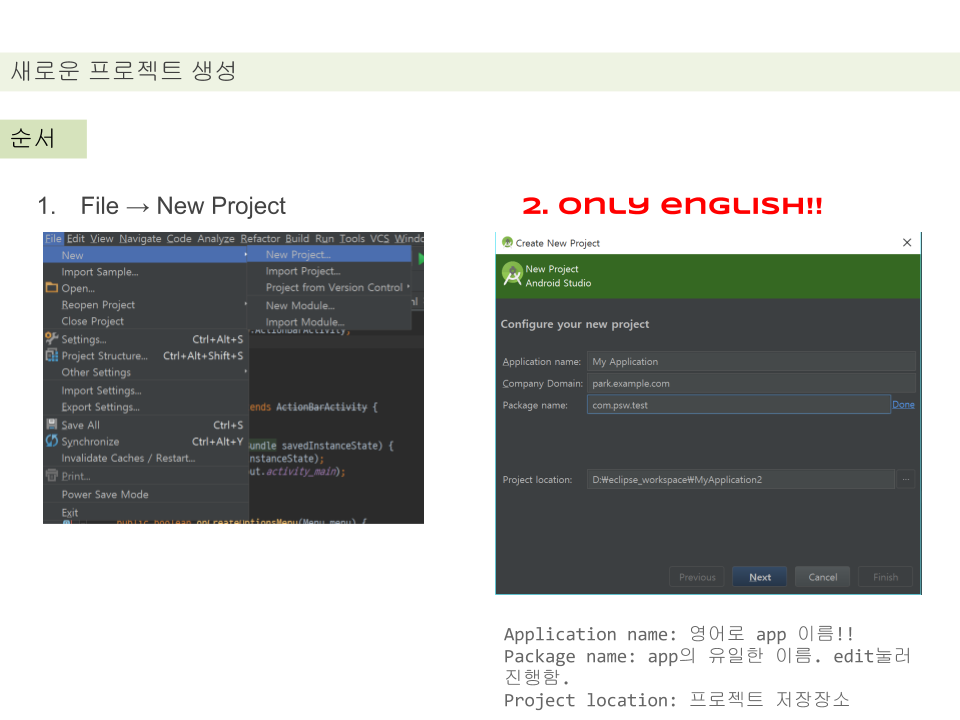 새로운 프로젝트 생성
순서
1. File → New Project
File Edit View Navigate Code Analyze Refactor Build Run Tools VCS Windo
New
Import Sample...
Open...
Reopen Project
Close Project
Settings... Ctrl+Alt+S
Project Structure... Ctrl+Alt+Shift+S
Other Settings
Import Settings...
Export Settings...
Save All Ctrl+S
Synchronize Ctrl+Alt+Y
Invalidate Caches / Restart...
Print...
Power Save Mode
Exit
New Project...
Import Project...
Project from Version Control
New Module...
Import Module...
.ActionBarActivity;
ends ActionBarActivity {
undle savedInstanceState) {
nstanceState);
ut.activity_main);
public boolean onCreateOptionsMenu(Menu menu) {
2. Only English!!
Create New Project
New Project
Android Studio
Configure your new project
Application name: My Application
Company Domain: park.example.com
Package name: com.psw.test Done
Project location: D:₩eclipse_workspace₩MyApplication2 ...
Previous Next Cancel Finish
Application name: 영어로 app 이름!!
Package name: app의 유일한 이름. edit눌러
진행함.
Project location: 프로젝트 저장장소